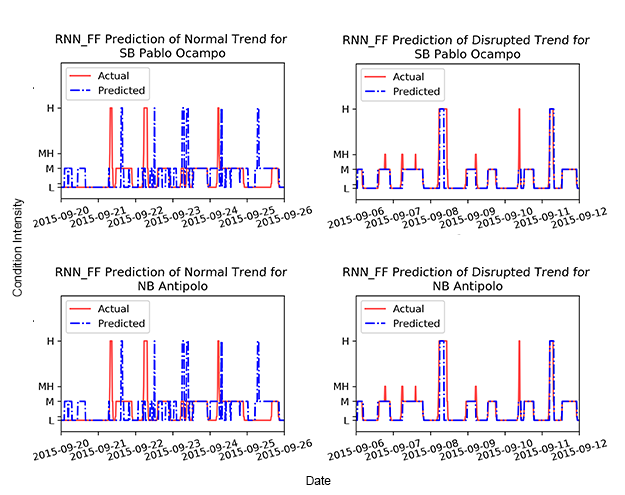 RNN_FF Prediction of Normal Trend for
SB Pablo Ocampo
Actual
Predicted
H
MH
M
L
2015-09-20
2015-09-21
2015-09-22
2015-09-23
2015-09-24
2015-09-25
2015-09-26
RNN_FF Prediction of Disrupted Trend for
SB Pablo Ocampo
Actual
Predicted
H
MH
M
L
2015-09-06
2015-09-07
2015-09-08
2015-09-09
2015-09-10
2015-09-11
2015-09-12
Condition Intensity
RNN_FF Prediction of Normal Trend for
NB Antipolo
Actual
Predicted
H
MH
M
L
2015-09-20
2015-09-21
2015-09-22
2015-09-23
2015-09-24
2015-09-25
2015-09-26
RNN_FF Prediction of Disrupted Trend for
NB Antipolo
Actual
Predicted
H
MH
M
L
2015-09-06
2015-09-07
2015-09-08
2015-09-09
2015-09-10
2015-09-11
2015-09-12
Date